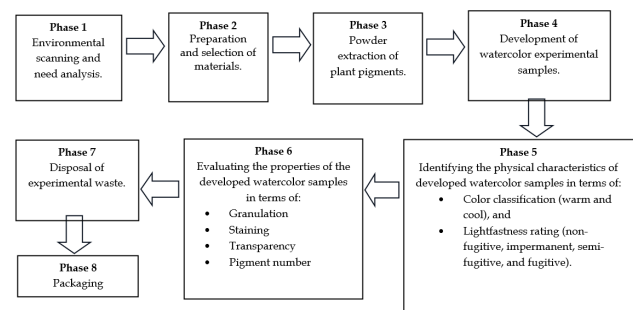 Phase 1
Environmental
scanning and
need analysis.
Phase 2
Preparation
and selection of
materials.
Phase 3
Powder
extraction of
plant pigments.
Phase 4
Development of
watercolor experimental
samples.
Phase 5
Identifying the physical characteristics of
developed watercolor samples in terms of:
• Color classification (warm and
cool), and
• Lightfastness rating (non-
fugitive, impermanent, semi-
fugitive, and fugitive).
Phase 6
Evaluating the properties of the
developed watercolor samples
in terms of:
• Granulation
• Staining
• Transparency
• Pigment number
Phase 7
Disposal of
experimental waste.
Phase 8
Packaging